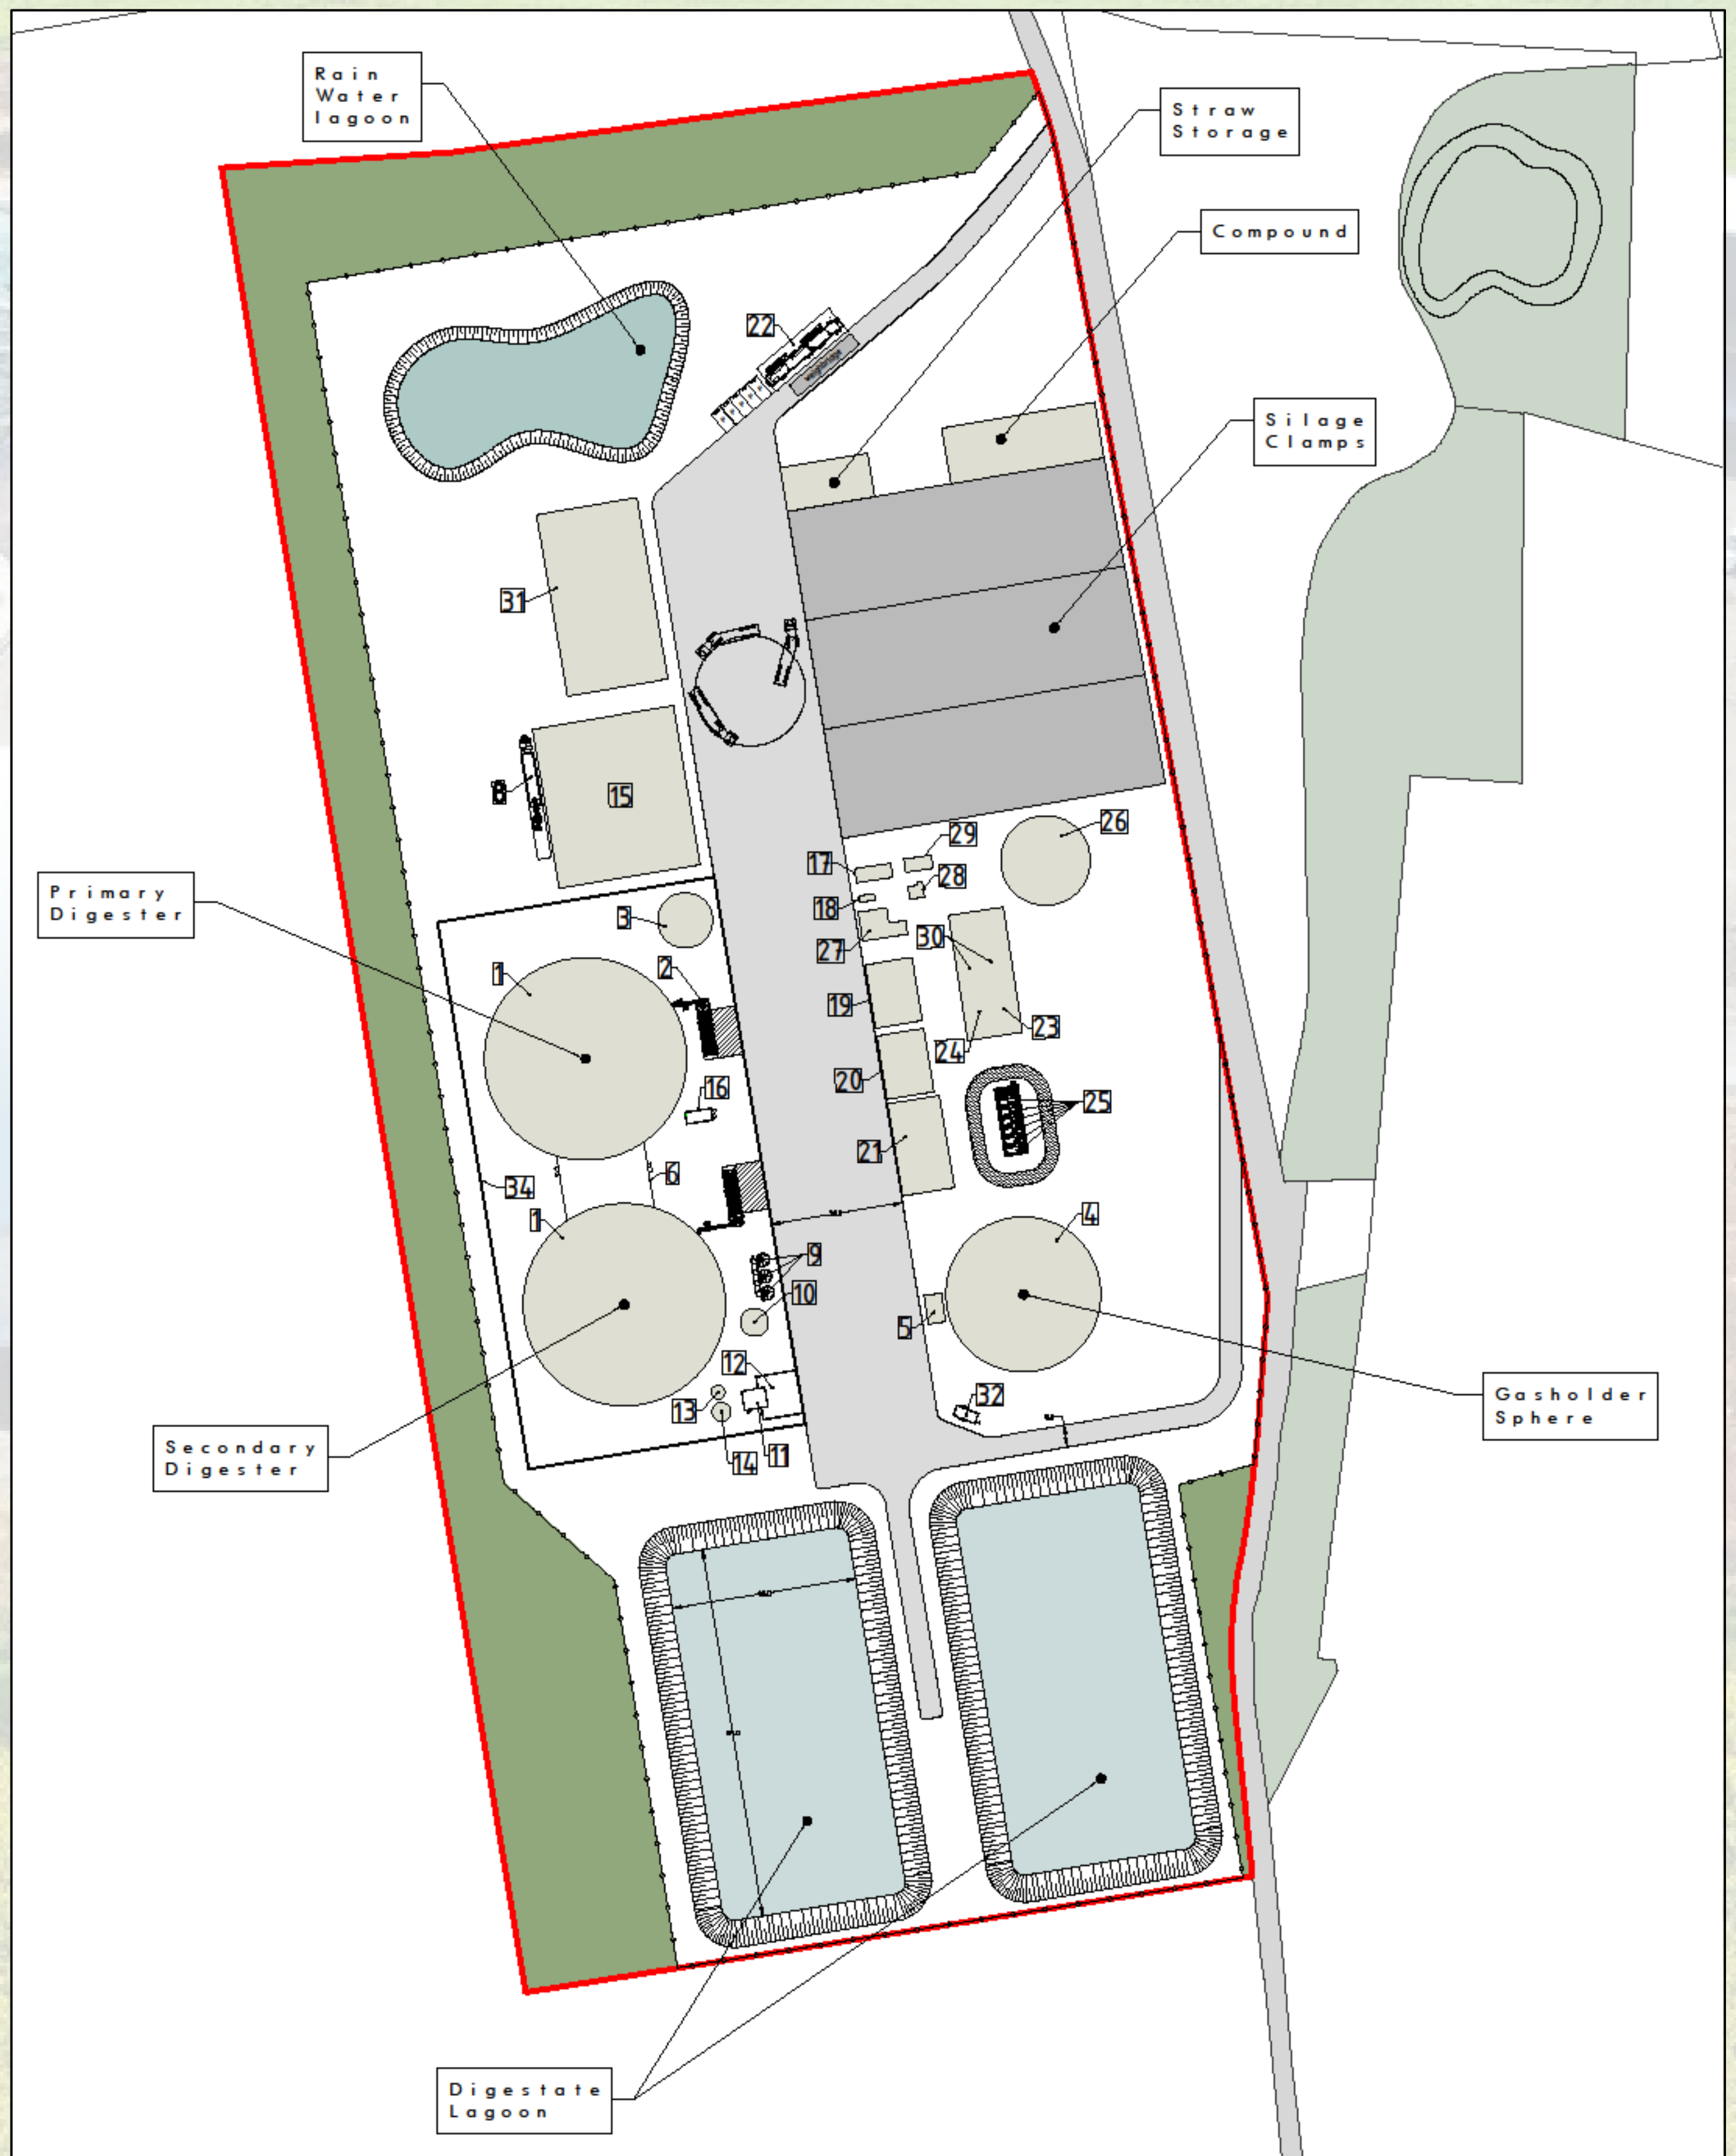 Rain
Water
lagoon
Straw
Storage
Compound
22
weighbridge
Silage
Clamps
31
15
26
29
17
28
Primary
Digester
18
3
30
27
1
2
19
23
24
20
16
25
21
6
34
4
1
9
10
5
12
32
13
Gasholder
Sphere
Secondary
Digester
14
11
Digestate
Lagoon